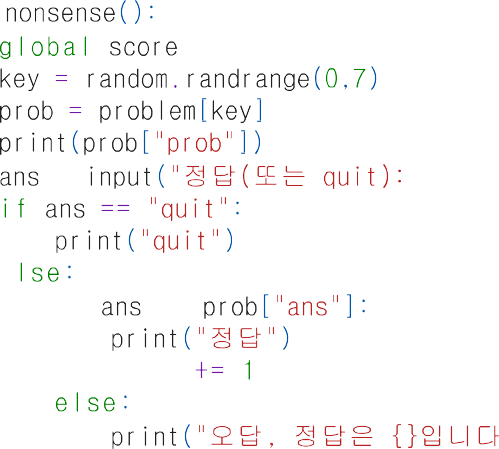 nonsense():
global score
key = random.randrange(0,7)
prob = problem[key]
print(prob["prob"])
ans input("정답(또는 quit):
if ans == "quit":
print("quit")
lse:
ans prob["ans"]:
print("정답")
+= 1
else:
print("오답, 정답은 {}입니다